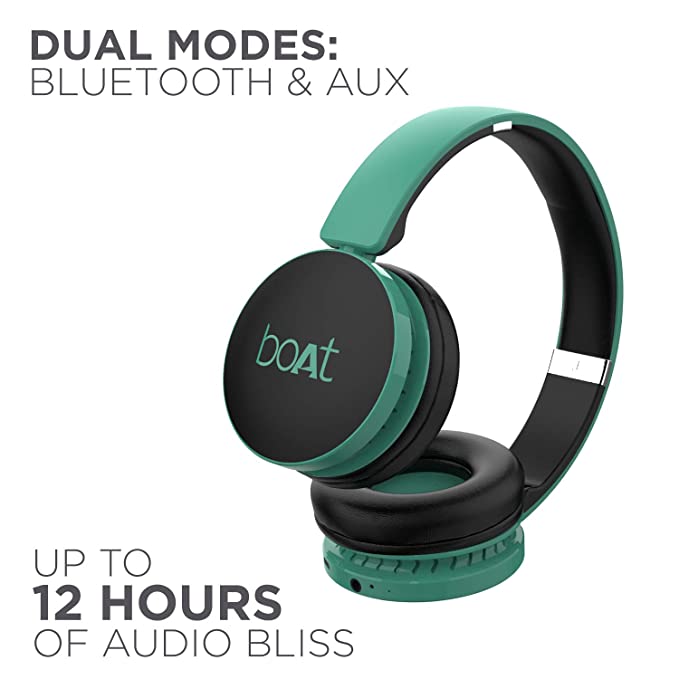 DUAL MODES:
BLUETOOTH & AUX
boAt
UP TO
12 HOURS
OF AUDIO BLISS